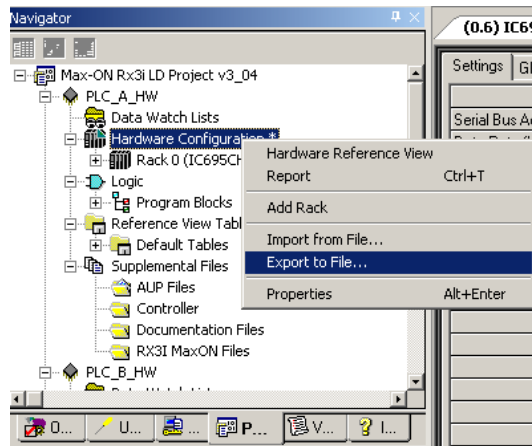 Navigator
(0.6) IC69
Settings
Max-ON Rx3i LD Project v3_04
PLC_A_HW
Data Watch Lists
Serial Bus A
Hardware Configuration *
Hardware Reference View
Rack 0 (IC695CH
Report Ctrl+T
Logic
Program Blocks
Add Rack
Reference View Tabl
Import from File...
Default Tables
Export to File...
Supplemental Files
AUP Files
Properties Alt+Enter
Controller
Documentation Files
RX3I MaxON Files
PLC_B_HW
O... U... ... P... V... I...